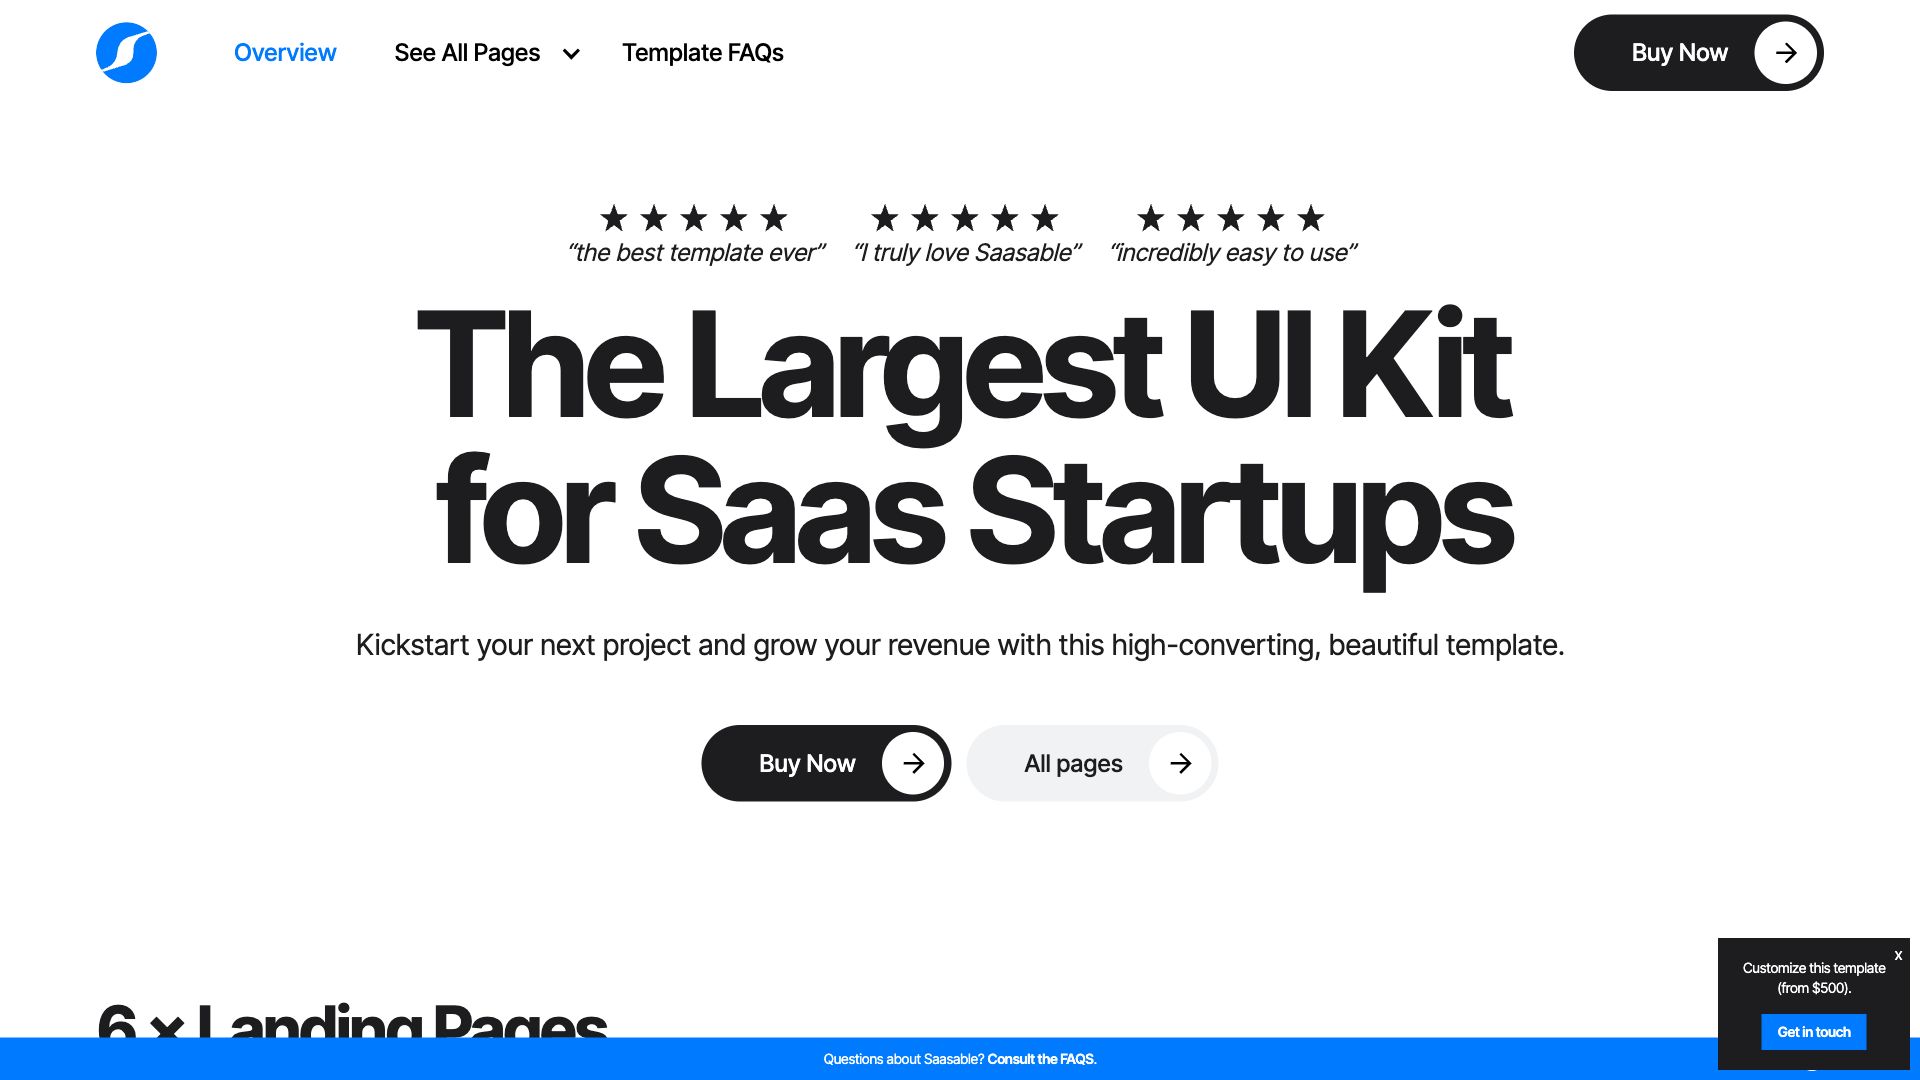 Overview
See All Pages
Template FAQs
Buy Now
“the best template ever”
“I truly love Saasable”
“incredibly easy to use”
The Largest UI Kit
for Saas Startups
Kickstart your next project and grow your revenue with this high-converting, beautiful template.
Buy Now
All pages
6 × Landing Pages
X
Customize this template
(from $500).
Get in touch
Questions about Saasable? Consult the FAQS.